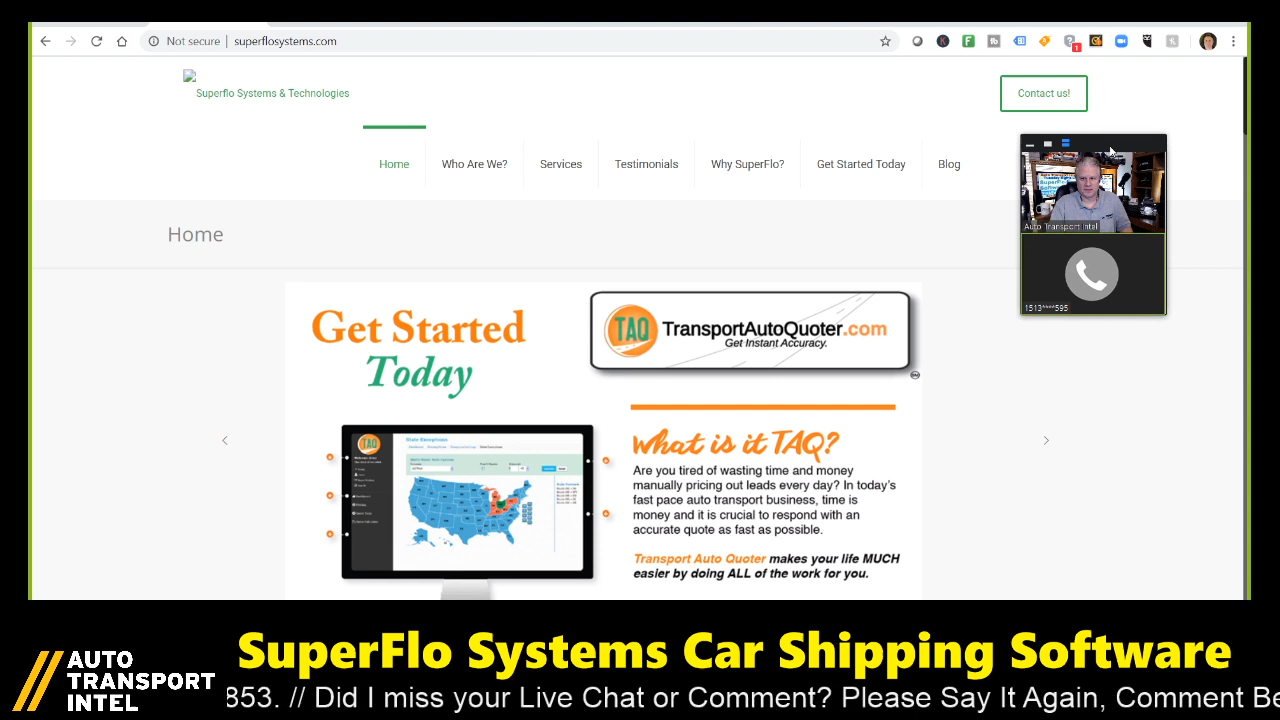 Not secure | superflosystems.com
1
Superflo Systems & Technologies
Contact us!
Home
Who Are We?
Services
Testimonials
Why SuperFlo?
Get Started Today
Blog
Auto Transport Intel
1513****595
Home
Get Started
Today
TAQ
TransportAutoQuoter.com
Get Instant Accuracy.
TAQ
What is it TAQ?
Are you tired of wasting time and money
manually pricing out leads every day? In today's
fast pace auto transport business, time is
money and it is crucial to respond with an
accurate quote as fast as possible.
Transport Auto Quoter makes your life MUCH
easier by doing ALL of the work for you.
SuperFlo Systems Car Shipping Software
AUTO
TRANSPORT
INTEL
853. // Did I miss your Live Chat or Comment? Please Say It Again, Comment Be